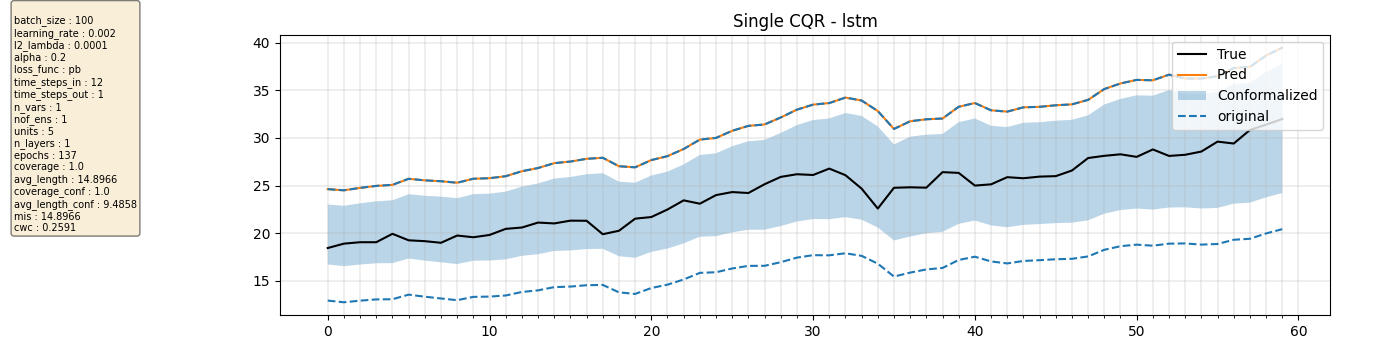 batch_size : 100
learning_rate : 0.002
l2_lambda : 0.0001
alpha : 0.2
loss_func : pb
time_steps_in : 12
time_steps_out : 1
n_vars : 1
nof_ens : 1
units : 5
n_layers : 1
epochs : 137
coverage : 1.0
avg_length : 14.8966
coverage_conf : 1.0
avg_length_conf : 9.4858
mis : 14.8966
cwc : 0.2591
Single CQR - lstm
40
35
30
25
20
15
0 10 20 30 40 50 60
True
Pred
Conformalized
original